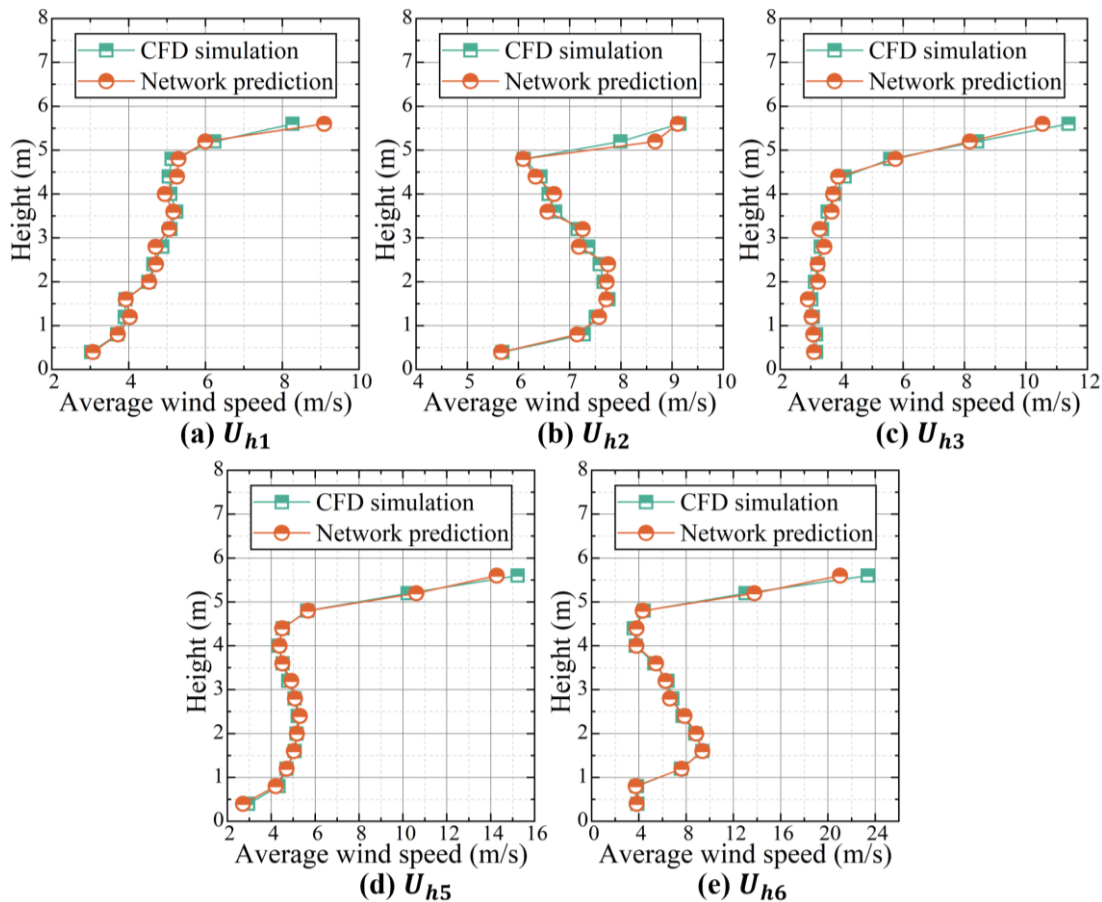 8
7
6
5
4
3
2
1
0
Height (m)
CFD simulation
Network prediction
2 4 6 8 10
Average wind speed (m/s)
(a) U_h1
8
7
6
5
4
3
2
1
0
Height (m)
CFD simulation
Network prediction
4 5 6 7 8 9 10
Average wind speed (m/s)
(b) U_h2
8
7
6
5
4
3
2
1
0
Height (m)
CFD simulation
Network prediction
2 4 6 8 10 12
Average wind speed (m/s)
(c) U_h3
8
7
6
5
4
3
2
1
0
Height (m)
CFD simulation
Network prediction
2 4 6 8 10 12 14 16
Average wind speed (m/s)
(d) U_h5
8
7
6
5
4
3
2
1
0
Height (m)
CFD simulation
Network prediction
0 4 8 12 16 20 24
Average wind speed (m/s)
(e) U_h6